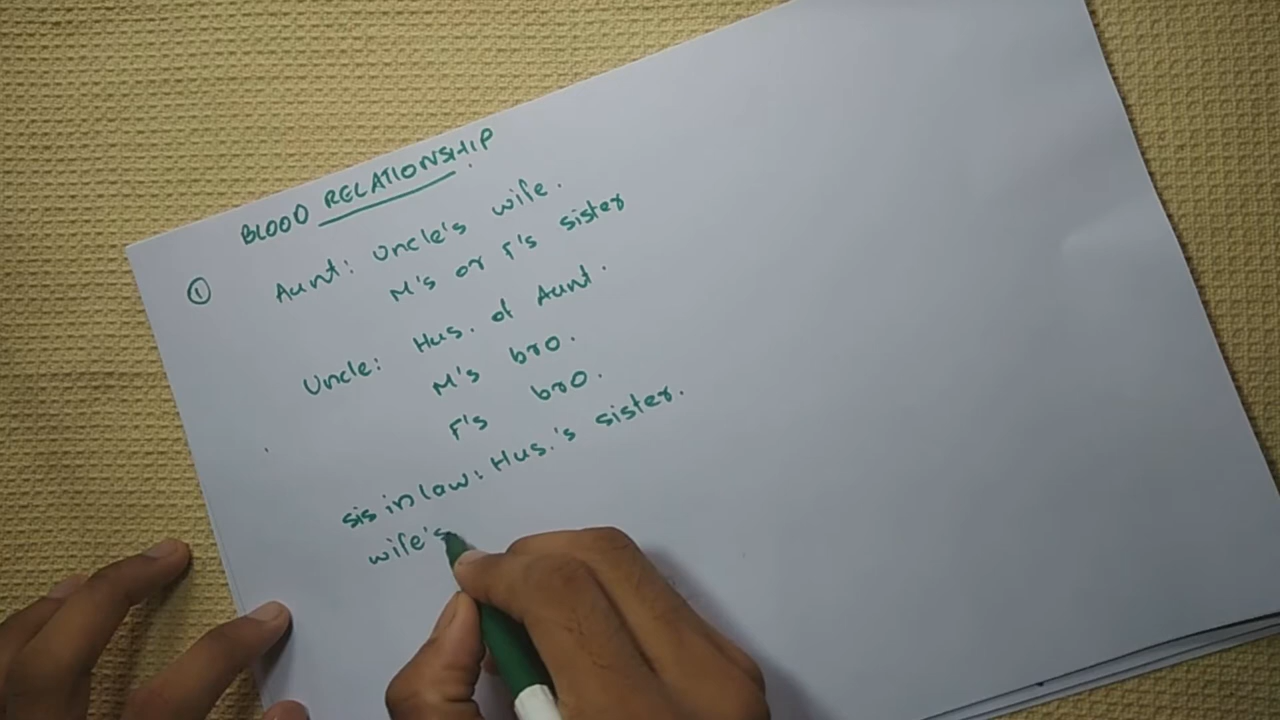 BLOOD RELATIONSHIP
① Aunt: Uncle's wife.
M's or F's sister
Uncle: Hus. of Aunt.
M's bro.
F's bro.
sis in law: Hus.'s sister.
wife's